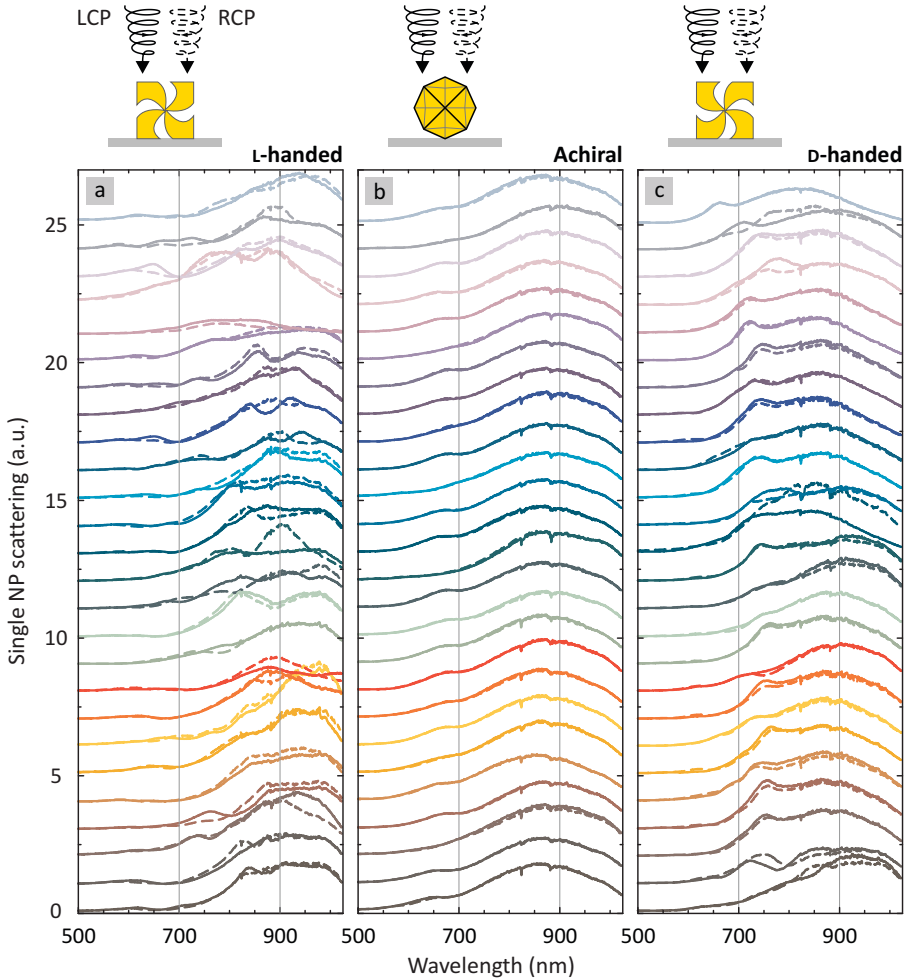 LCP RCP
L-handed Achiral D-handed
a b c
25
20
15
10
5
0
Single NP scattering (a.u.)
500 700 900 500 700 900 500 700 900
Wavelength (nm)